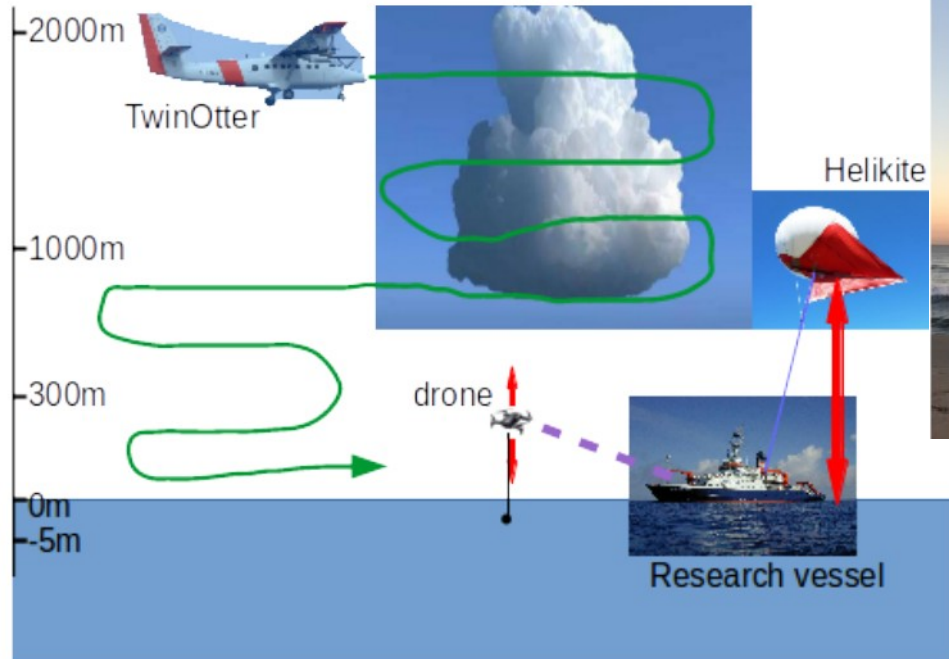 2000m
TwinOtter
Helikite
1000m
300m
drone
0m
-5m
Research vessel